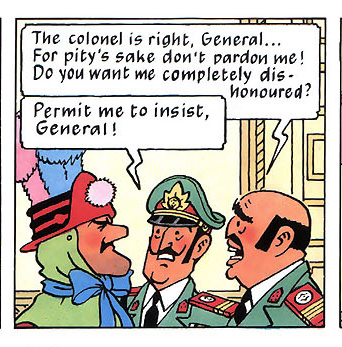 The colonel is right, General...
For pity's sake don't pardon me!
Do you want me completely dis-
honoured?
Permit me to insist,
General!